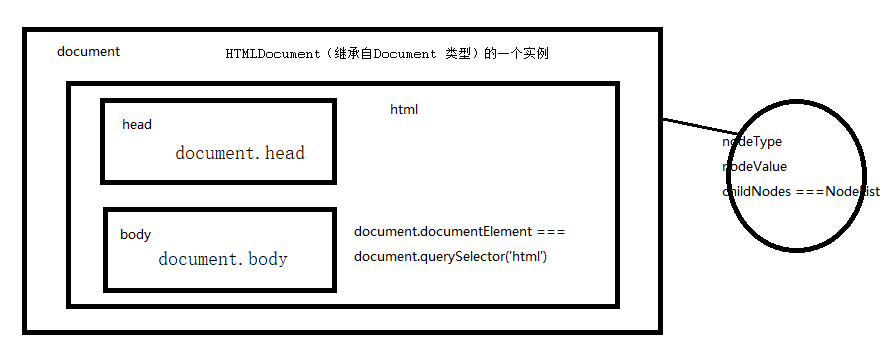 document
HTMLDocument（继承自Document 类型）的一个实例
html
head
document.head
nodeType
nodeValue
childNodes ===NodeList
body
document.body
document.documentElement ===
document.querySelector('html')